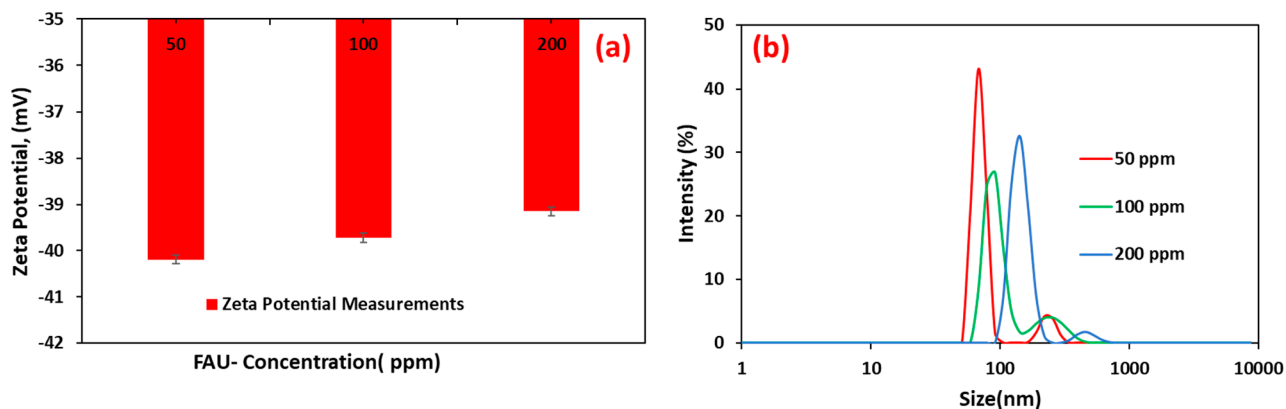 -35
-36
-37
-38
-39
-40
-41
-42
Zeta Potential, (mV)
50
100
200
(a)
Zeta Potential Measurements
FAU- Concentration( ppm)
50
40
30
20
10
0
Intensity (%)
(b)
50 ppm
100 ppm
200 ppm
1
10
100
1000
10000
Size(nm)